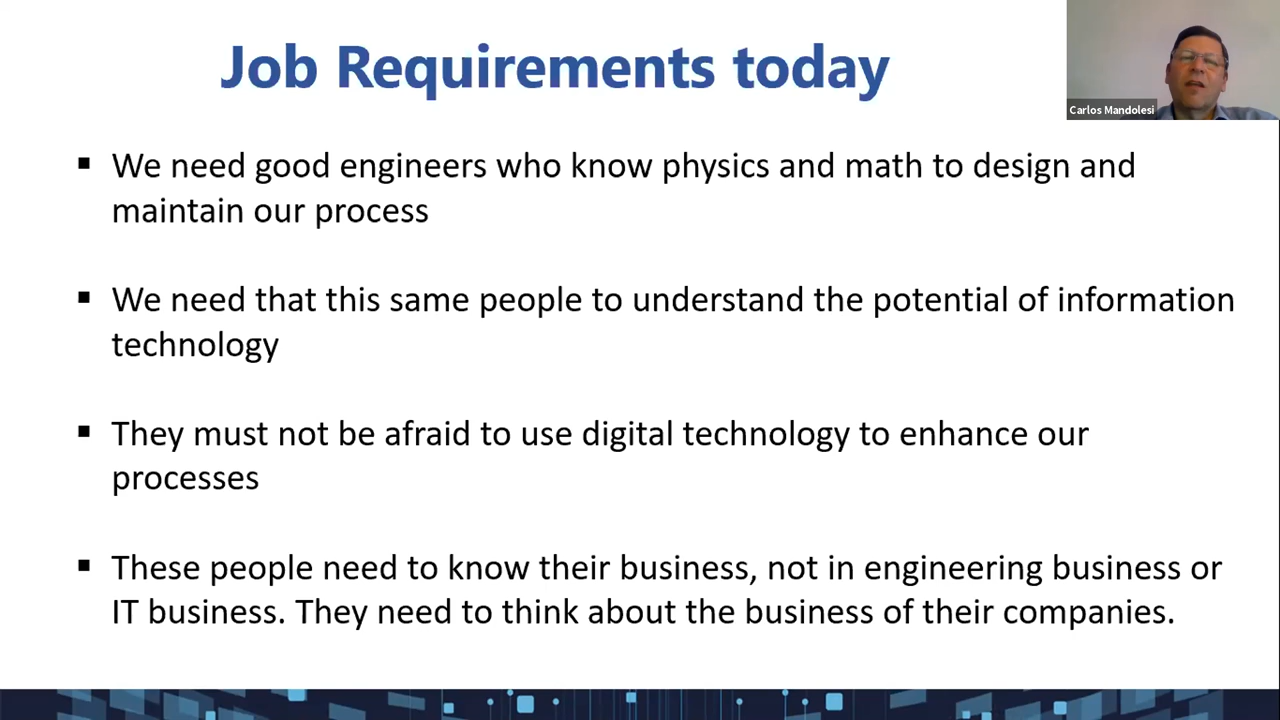 Job Requirements today
Carlos Mandolesi
▪ We need good engineers who know physics and math to design and
maintain our process
▪ We need that this same people to understand the potential of information
technology
▪ They must not be afraid to use digital technology to enhance our
processes
▪ These people need to know their business, not in engineering business or
IT business. They need to think about the business of their companies.